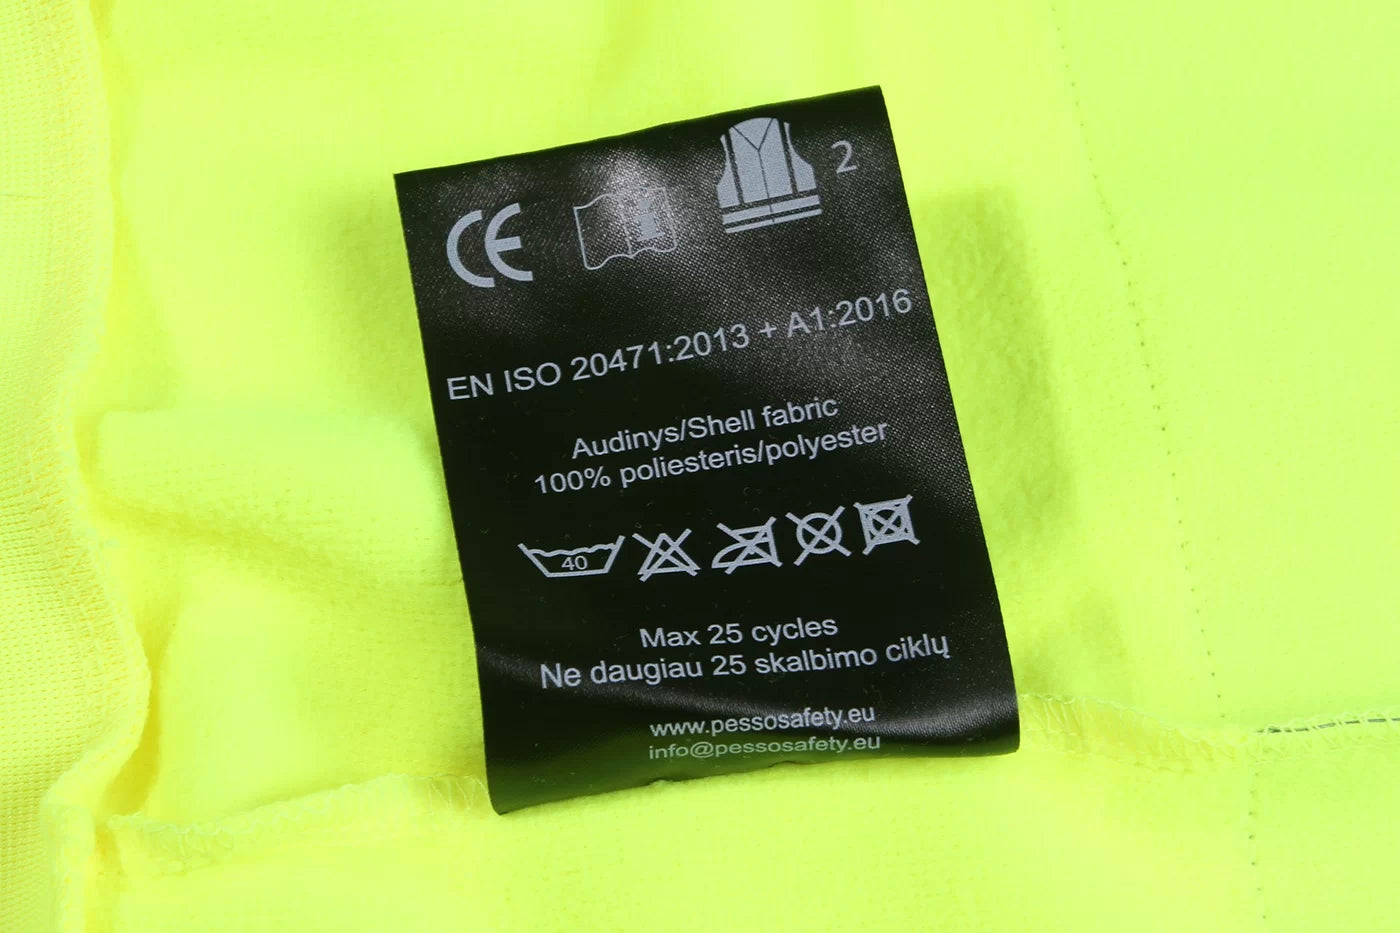 CE
2
EN ISO 20471:2013 + A1:2016
Audinys/Shell fabric
100% poliesteris/polyester
40
Max 25 cycles
Ne daugiau 25 skalbimo ciklų
www.pessosafety.eu
info@pessosafety.eu